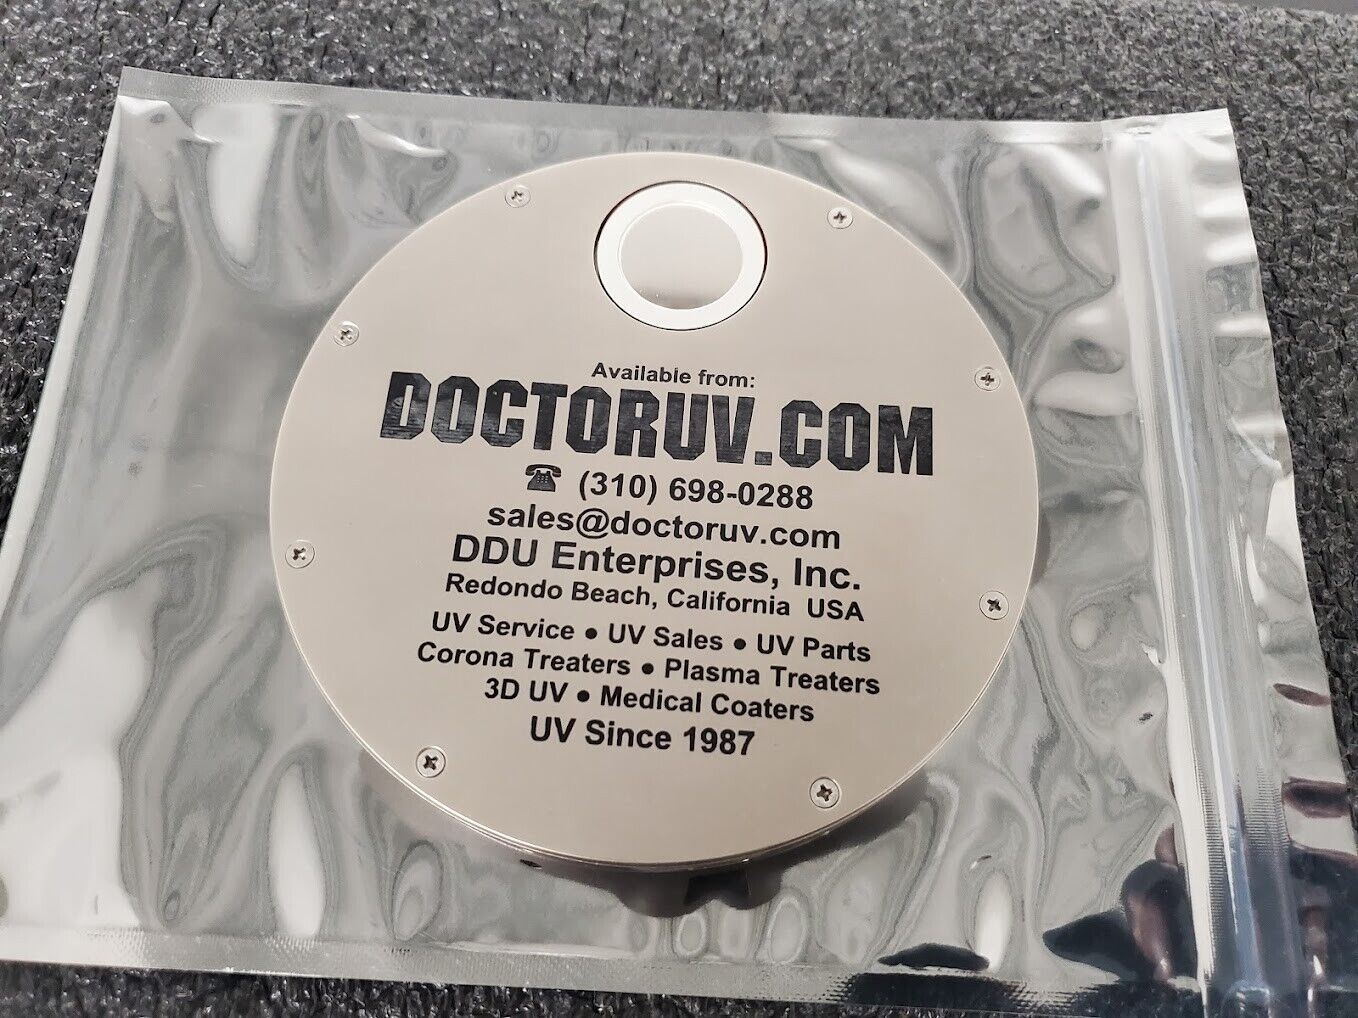 Available from:
DOCTORUV.COM
☎ (310) 698-0288
sales@doctoruv.com
DDU Enterprises, Inc.
Redondo Beach, California USA
UV Service ● UV Sales ● UV Parts
Corona Treaters ● Plasma Treaters
3D UV ● Medical Coaters
UV Since 1987